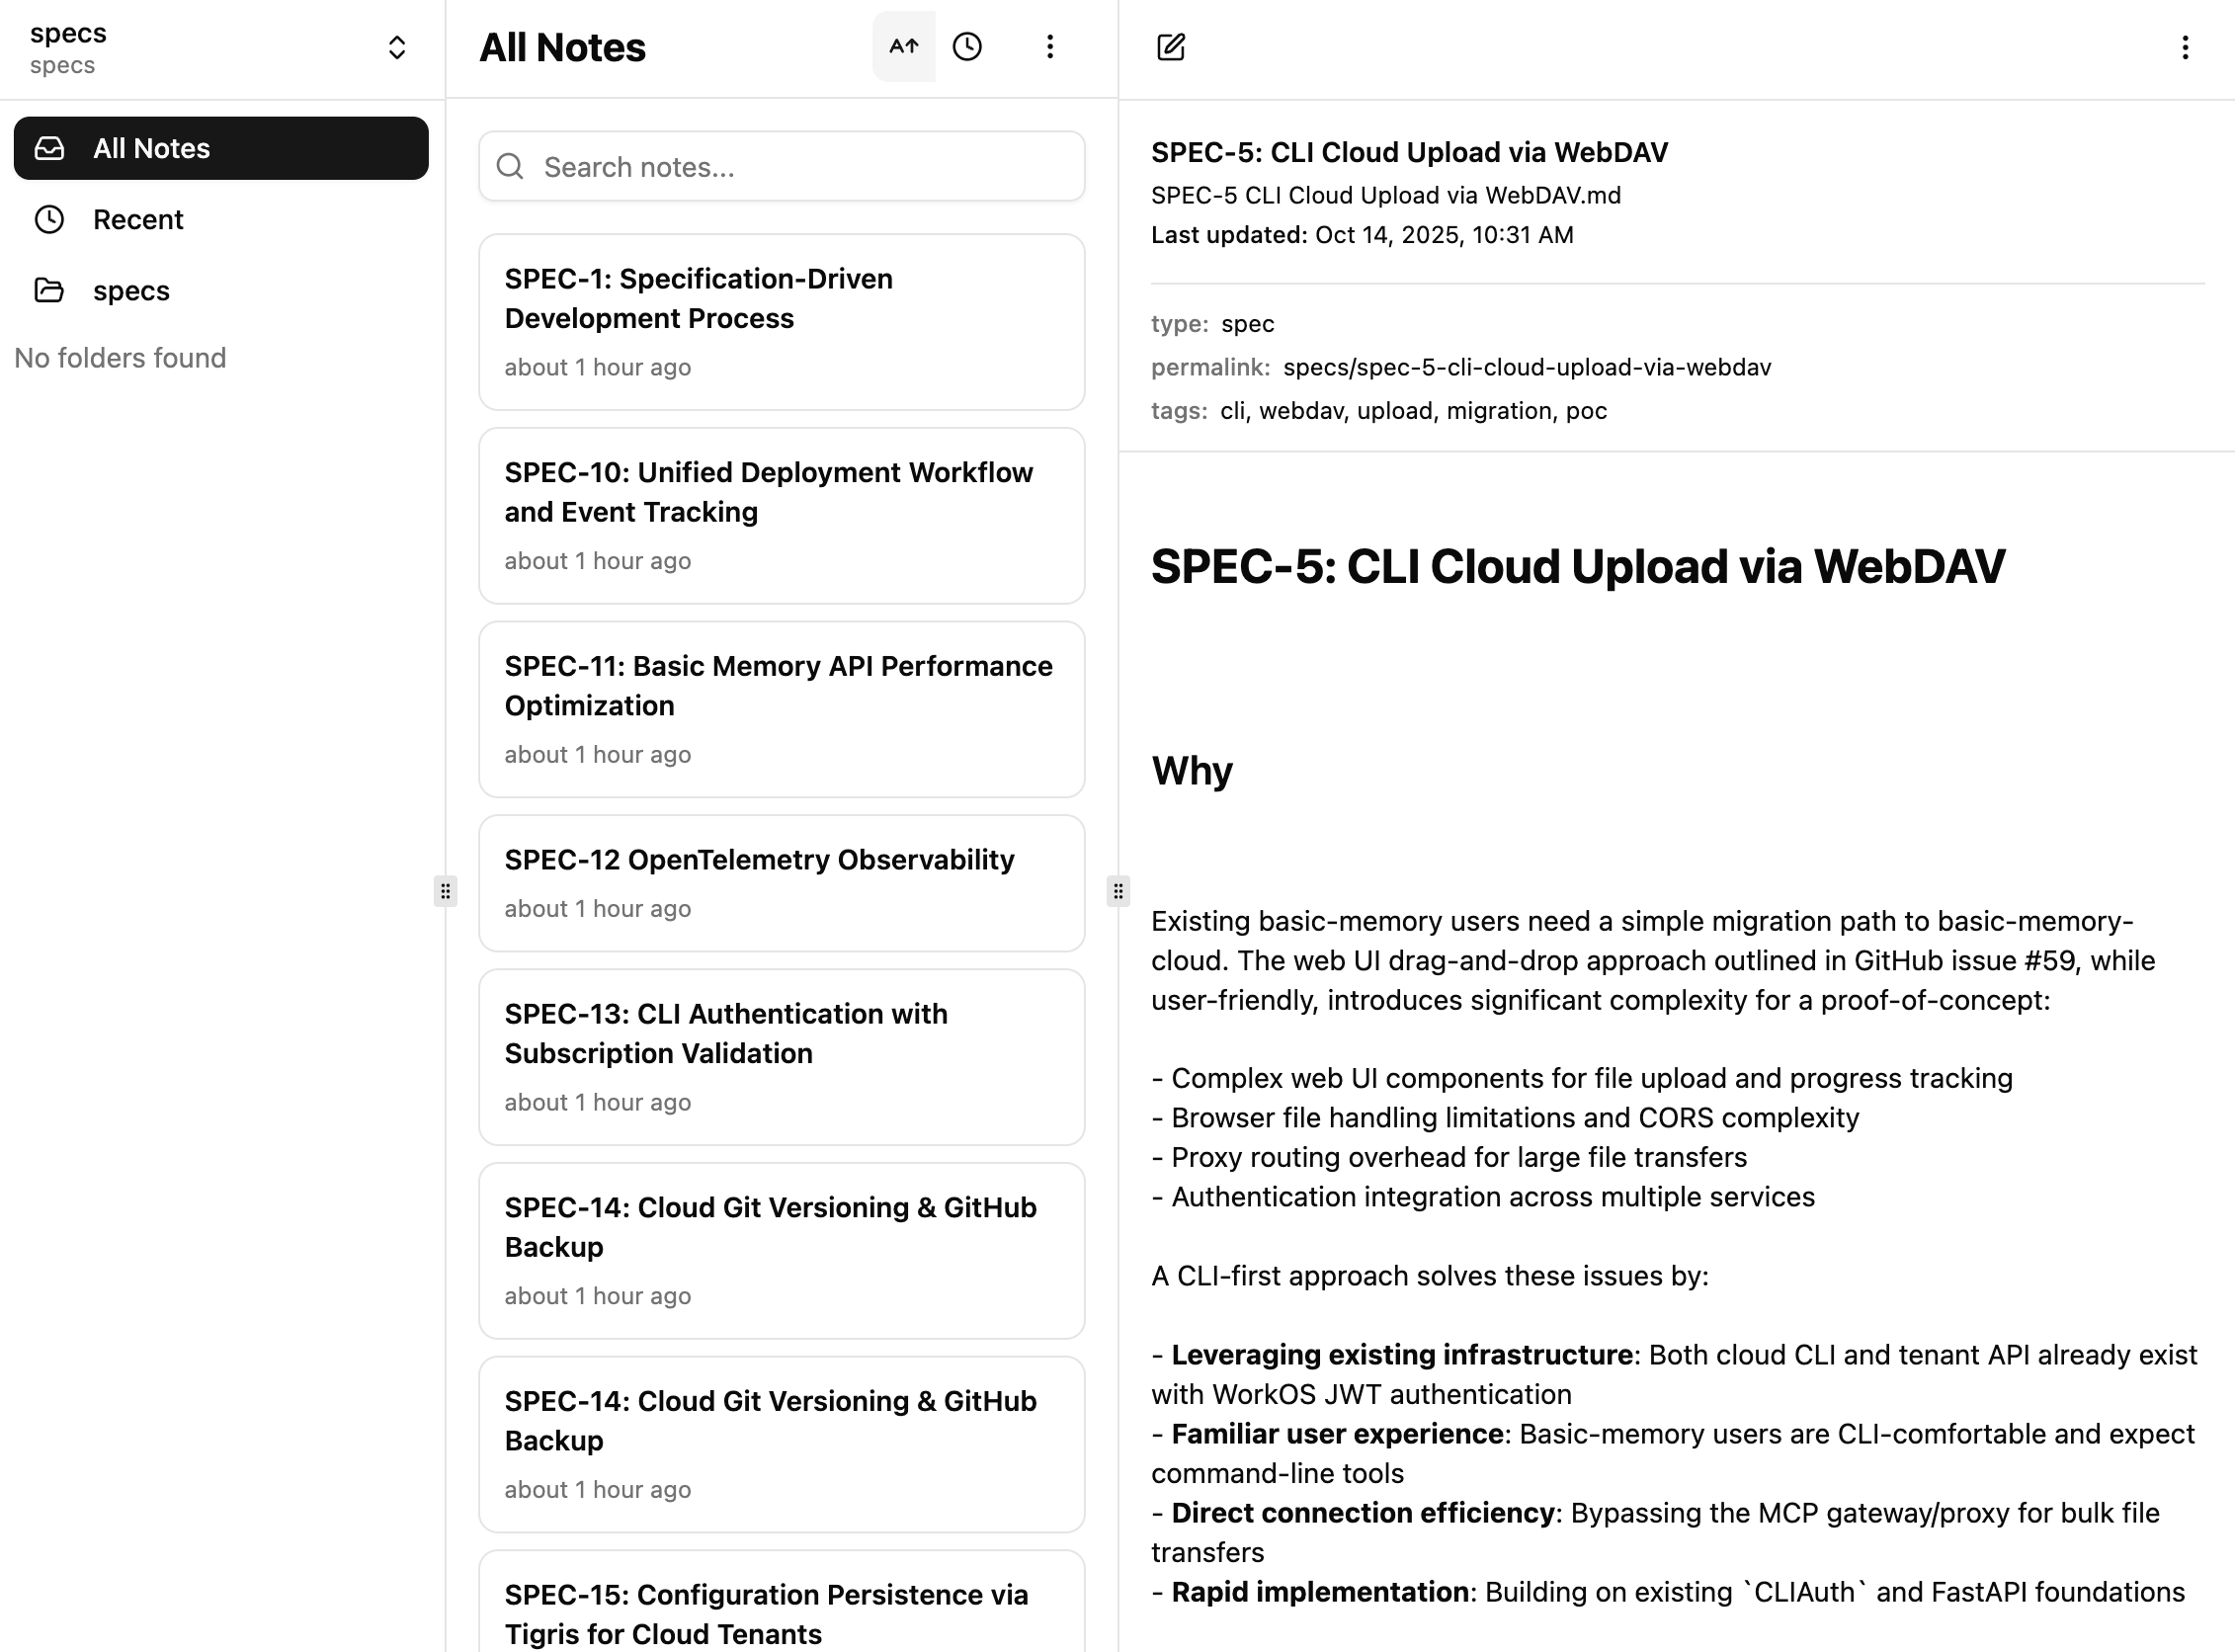 specs
specs
All Notes
Recent
specs
No folders found
All Notes
A↑
Search notes...
SPEC-1: Specification-Driven
Development Process
about 1 hour ago
SPEC-10: Unified Deployment Workflow
and Event Tracking
about 1 hour ago
SPEC-11: Basic Memory API Performance
Optimization
about 1 hour ago
SPEC-12 OpenTelemetry Observability
about 1 hour ago
SPEC-13: CLI Authentication with
Subscription Validation
about 1 hour ago
SPEC-14: Cloud Git Versioning & GitHub
Backup
about 1 hour ago
SPEC-14: Cloud Git Versioning & GitHub
Backup
about 1 hour ago
SPEC-15: Configuration Persistence via
Tigris for Cloud Tenants
SPEC-5: CLI Cloud Upload via WebDAV
SPEC-5 CLI Cloud Upload via WebDAV.md
Last updated: Oct 14, 2025, 10:31 AM
type: spec
permalink: specs/spec-5-cli-cloud-upload-via-webdav
tags: cli, webdav, upload, migration, poc
SPEC-5: CLI Cloud Upload via WebDAV
Why
Existing basic-memory users need a simple migration path to basic-memory-
cloud. The web UI drag-and-drop approach outlined in GitHub issue #59, while
user-friendly, introduces significant complexity for a proof-of-concept:
- Complex web UI components for file upload and progress tracking
- Browser file handling limitations and CORS complexity
- Proxy routing overhead for large file transfers
- Authentication integration across multiple services
A CLI-first approach solves these issues by:
- Leveraging existing infrastructure: Both cloud CLI and tenant API already exist
with WorkOS JWT authentication
- Familiar user experience: Basic-memory users are CLI-comfortable and expect
command-line tools
- Direct connection efficiency: Bypassing the MCP gateway/proxy for bulk file
transfers
- Rapid implementation: Building on existing `CLIAuth` and FastAPI foundations